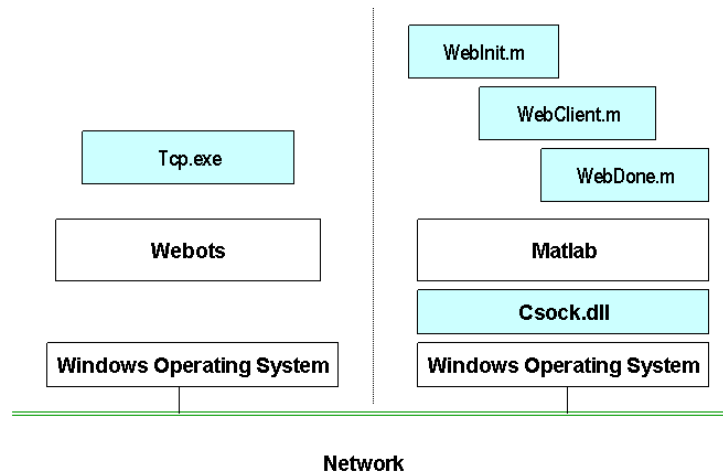 WebInit.m
WebClient.m
Tcp.exe
WebDone.m
Webots
Matlab
Csock.dll
Windows Operating System
Windows Operating System
Network